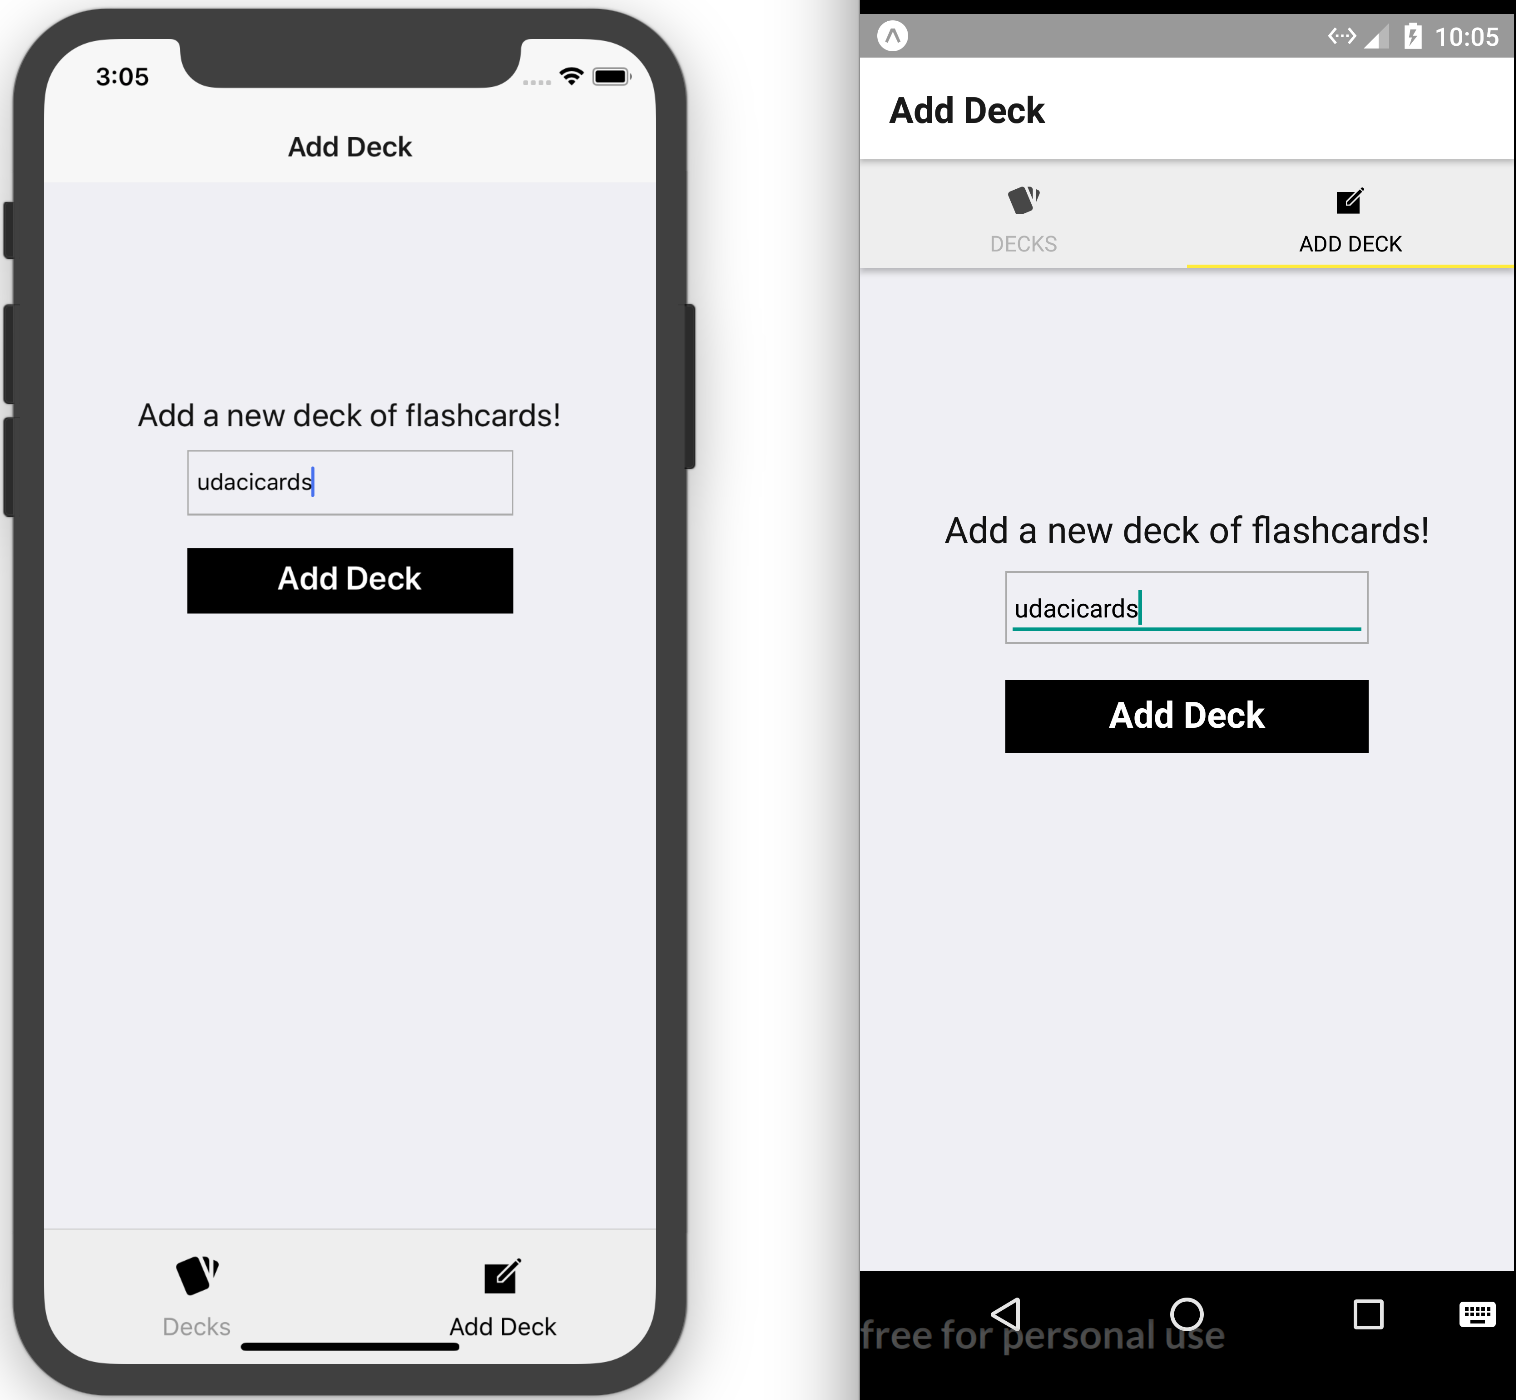 3:05
Add Deck
Add a new deck of flashcards!
udacicards
Add Deck
Decks
Add Deck
10:05
Add Deck
DECKS
ADD DECK
Add a new deck of flashcards!
udacicards
Add Deck
free for personal use